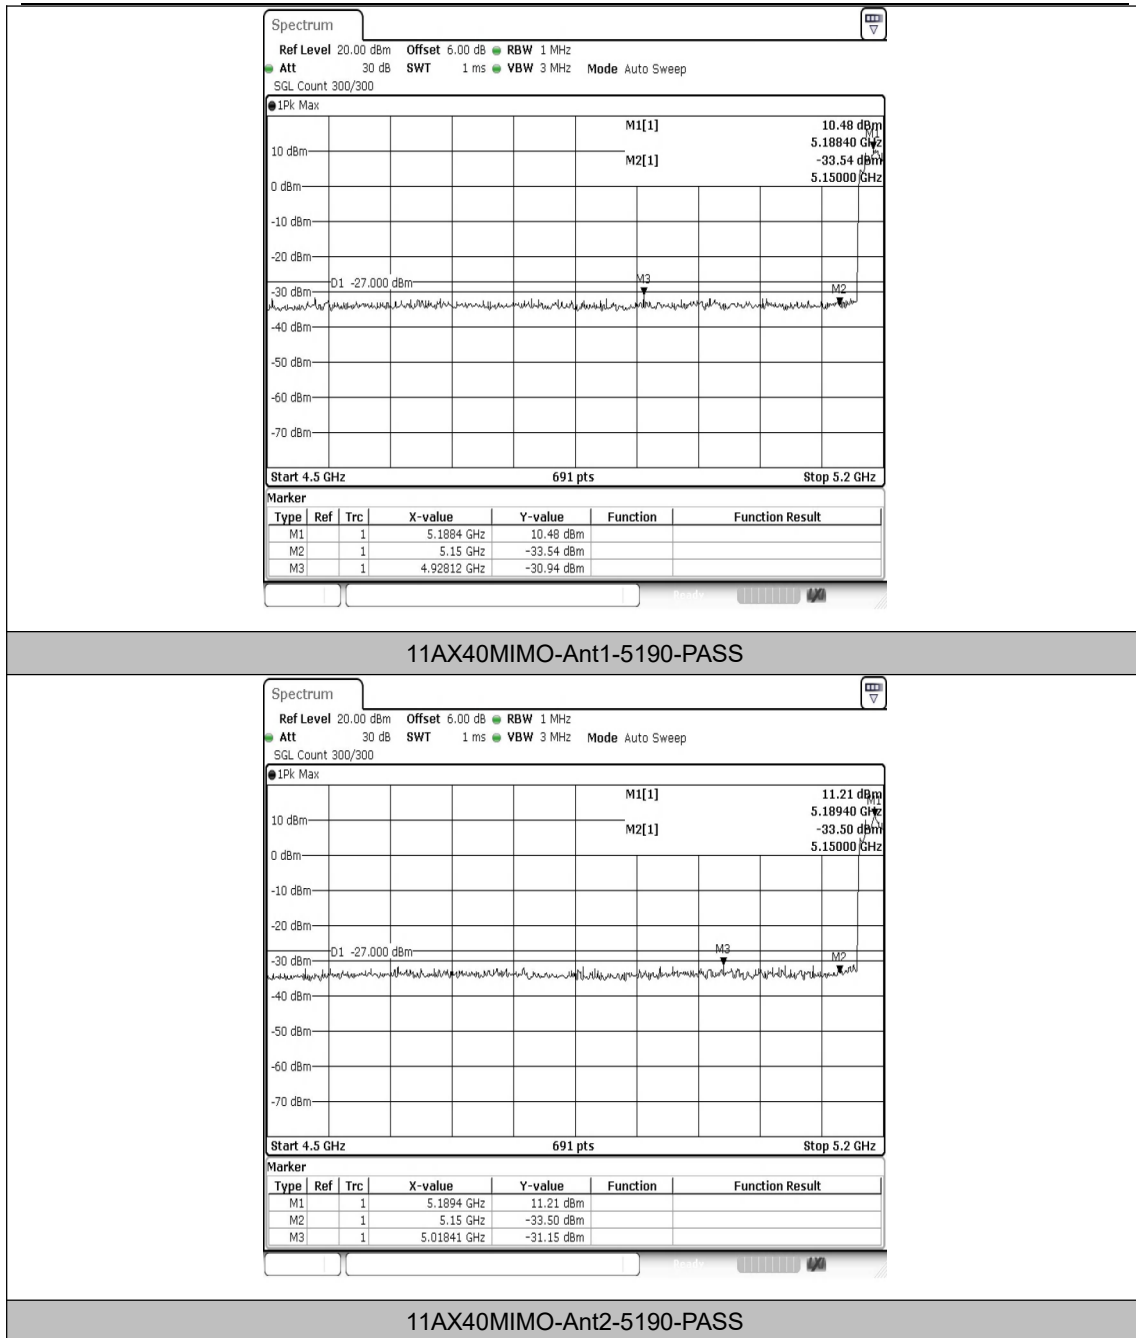 Spectrum
Ref Level 20.00 dBm Offset 6.00 dB RBW 1 MHz
Att 30 dB SWT 1 ms VBW 3 MHz Mode Auto Sweep
SGL Count 300/300
1Pk Max
M1[1] 10.48 dBm
5.18840 GHz
M1
10 dBm
M2[1] -33.54 dBm
5.15000 GHz
0 dBm
-10 dBm
-20 dBm
D1 -27.000 dBm
M3
M2
-30 dBm
-40 dBm
-50 dBm
-60 dBm
-70 dBm
Start 4.5 GHz 691 pts Stop 5.2 GHz
Marker
Type Ref Trc X-value Y-value Function Function Result
M1 1 5.1884 GHz 10.48 dBm
M2 1 5.15 GHz -33.54 dBm
M3 1 4.92812 GHz -30.94 dBm
Ready
11AX40MIMO-Ant1-5190-PASS
Spectrum
Ref Level 20.00 dBm Offset 6.00 dB RBW 1 MHz
Att 30 dB SWT 1 ms VBW 3 MHz Mode Auto Sweep
SGL Count 300/300
1Pk Max
M1[1] 11.21 dBm
M1
5.18940 GHz
10 dBm
M2[1] -33.50 dBm
5.15000 GHz
0 dBm
-10 dBm
-20 dBm
D1 -27.000 dBm
M3
M2
-30 dBm
-40 dBm
-50 dBm
-60 dBm
-70 dBm
Start 4.5 GHz 691 pts Stop 5.2 GHz
Marker
Type Ref Trc X-value Y-value Function Function Result
M1 1 5.1894 GHz 11.21 dBm
M2 1 5.15 GHz -33.50 dBm
M3 1 5.01841 GHz -31.15 dBm
Ready
11AX40MIMO-Ant2-5190-PASS